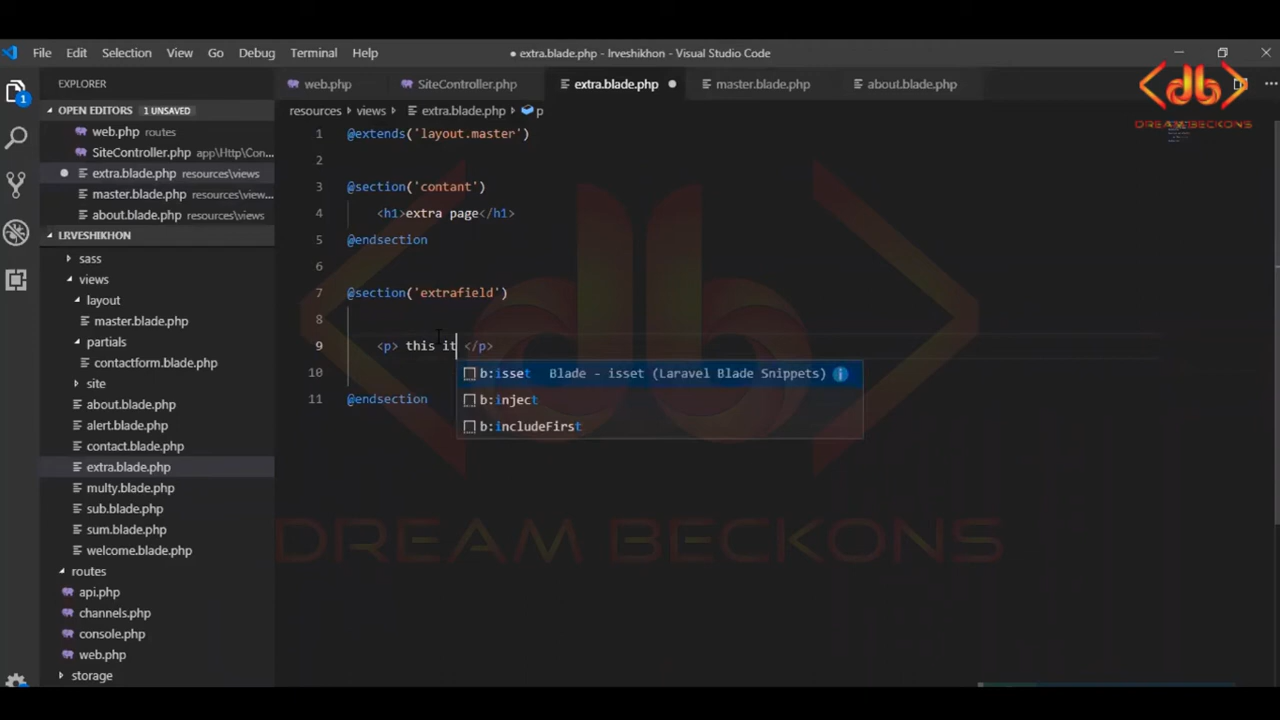 File Edit Selection View Go Debug Terminal Help
● extra.blade.php - lrveshikhon - Visual Studio Code
EXPLORER
web.php
SiteController.php
extra.blade.php
master.blade.php
about.blade.php
db
DREAM BECKONS
1
OPEN EDITORS 1 UNSAVED
web.php routes
SiteController.php app\Http\Con...
extra.blade.php resources\views
master.blade.php resources\view...
about.blade.php resources\views
LRVESHIKHON
sass
views
layout
master.blade.php
partials
contactform.blade.php
site
about.blade.php
alert.blade.php
contact.blade.php
extra.blade.php
multy.blade.php
sub.blade.php
sum.blade.php
welcome.blade.php
routes
api.php
channels.php
console.php
web.php
storage
resources > views > extra.blade.php > p
1 @extends('layout.master')
2
3 @section('contant')
4 <h1>extra page</h1>
5 @endsection
6
7 @section('extrafield')
8
9 <p> this it </p>
10
11 @endsection
b:isset Blade - isset (Laravel Blade Snippets)
b:inject
b:includeFirst
db
DREAM BECKONS